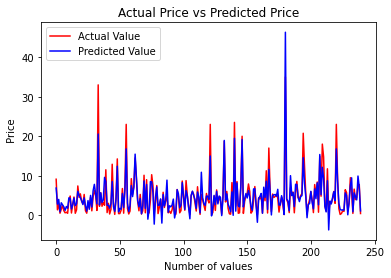 Actual Price vs Predicted Price
Actual Value
Predicted Value
Price
40
30
20
10
0
0
50
100
150
200
250
Number of values